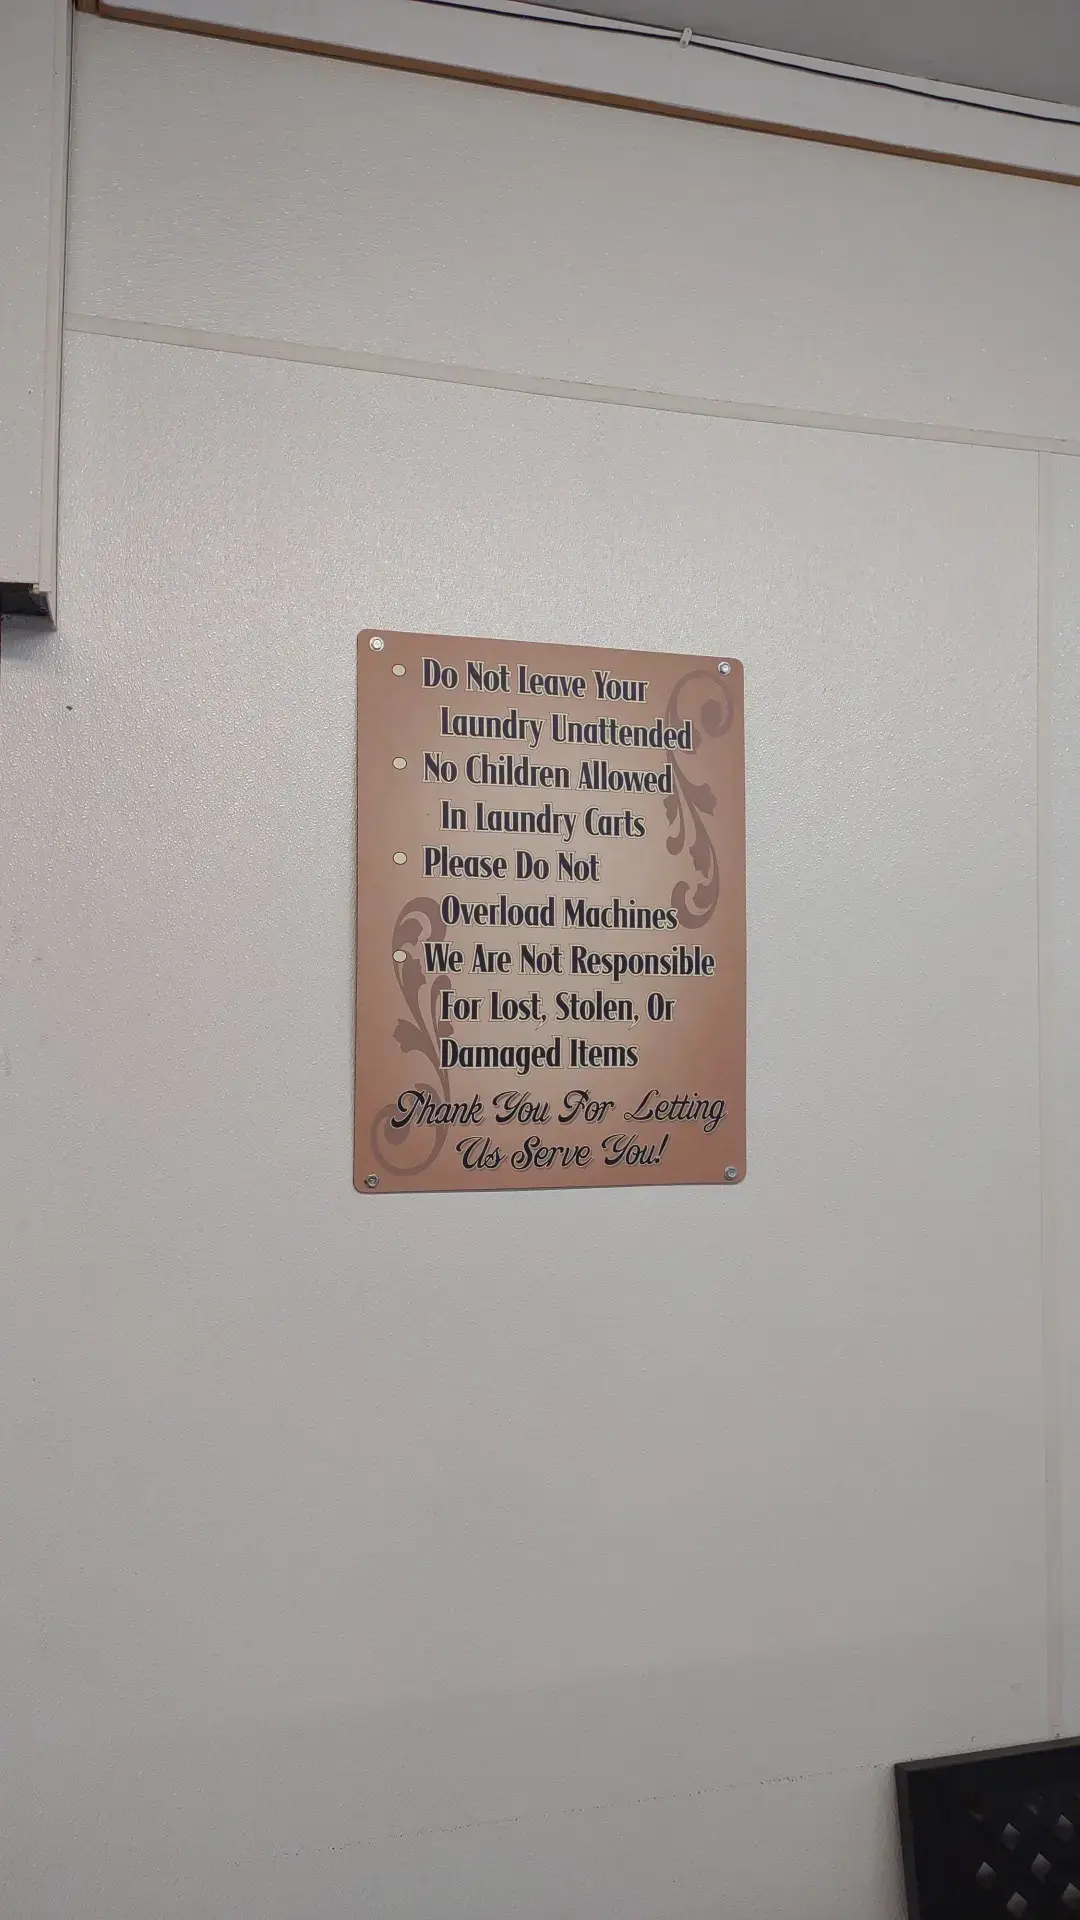 Do Not Leave Your
Laundry Unattended
No Children Allowed
In Laundry Carts
Please Do Not
Overload Machines
We Are Not Responsible
For Lost, Stolen, Or
Damaged Items
Thank You For Letting
Us Serve You!